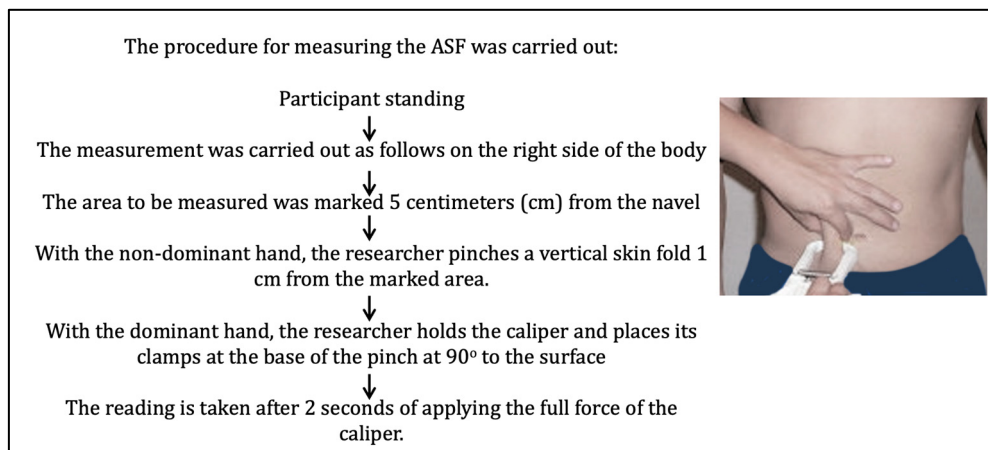 The procedure for measuring the ASF was carried out:
Participant standing
The measurement was carried out as follows on the right side of the body
The area to be measured was marked 5 centimeters (cm) from the navel
With the non-dominant hand, the researcher pinches a vertical skin fold 1
cm from the marked area.
With the dominant hand, the researcher holds the caliper and places its
clamps at the base of the pinch at 90º to the surface
The reading is taken after 2 seconds of applying the full force of the
caliper.